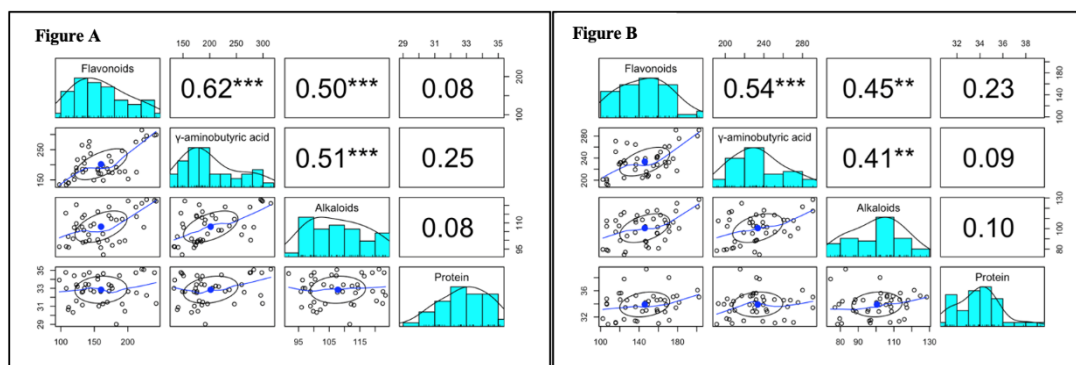 Figure A
150 200 250 300
29 31 33 35
Flavonoids
0.62***
0.50***
0.08
100 200
150 250
γ-aminobutyric acid
0.51***
0.25
Alkaloids
0.08
95 105 110
29 31 33 35
Protein
100 150 200
95 105 115
Figure B
200 240 280
32 34 36 38
Flavonoids
0.54***
0.45**
0.23
100 140 180
200 240 280
γ-aminobutyric acid
0.41**
0.09
Alkaloids
0.10
80 100 130
32 36
Protein
100 140 180
80 90 100 110 130